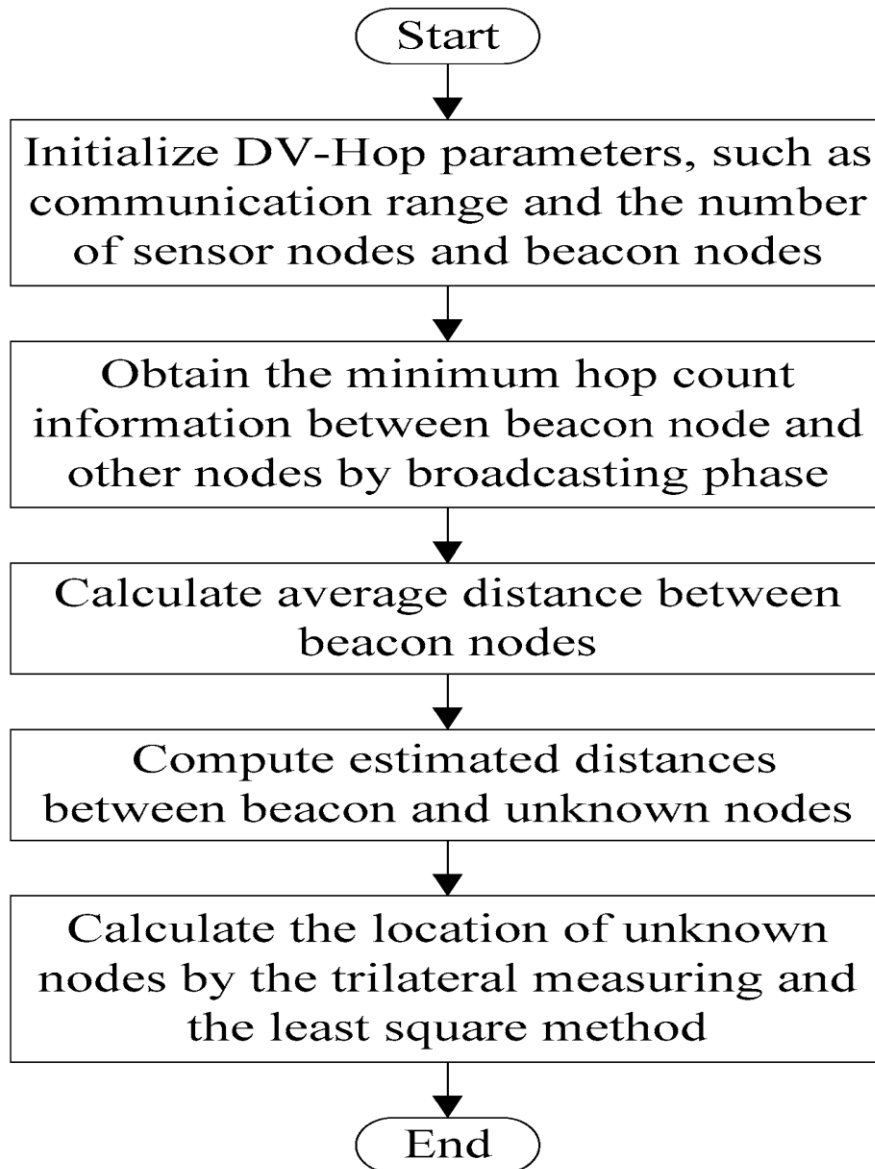 Start
Initialize DV-Hop parameters, such as
communication range and the number
of sensor nodes and beacon nodes
Obtain the minimum hop count
information between beacon node and
other nodes by broadcasting phase
Calculate average distance between
beacon nodes
Compute estimated distances
between beacon and unknown nodes
Calculate the location of unknown
nodes by the trilateral measuring and
the least square method
End